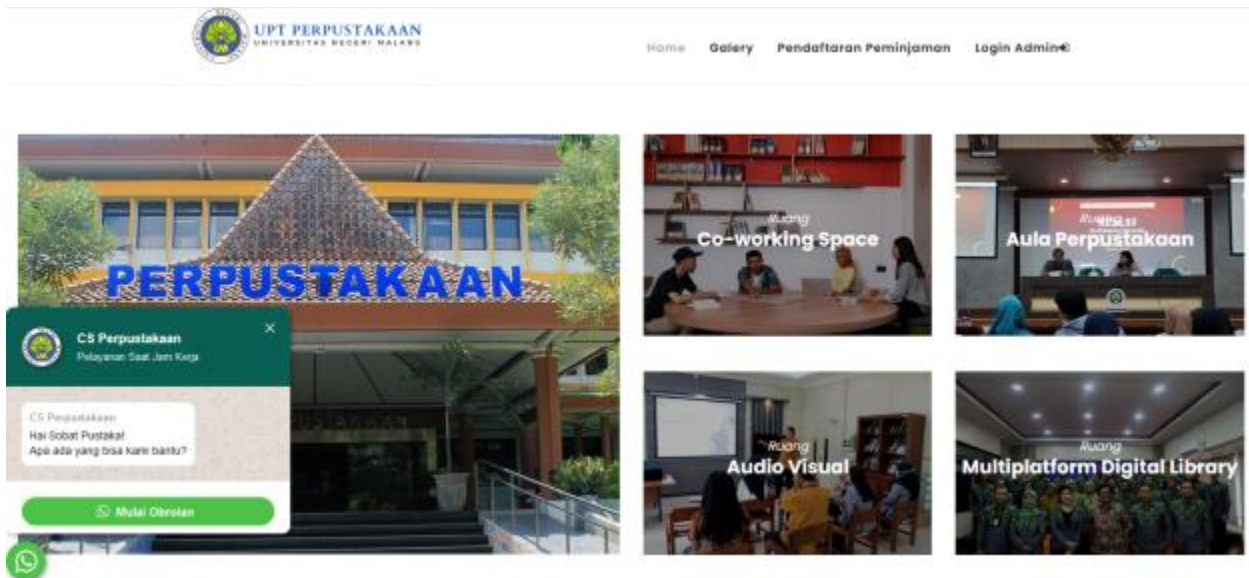 UPT PERPUSTAKAAN
UNIVERSITAS NEGERI MALANG
Home Galery Pendaftaran Peminjaman Login Admin
PERPUSTAKAAN
Ruang
Co-working Space
Ruang
Aula Perpustakaan
CS Perpustakaan
Pelayanan Saat Jam Kerja
CS Perpustakaan
Hai Sobat Pustaka!
Apa ada yang bisa kami bantu?
Mulai Obrolan
Ruang
Audio Visual
Ruang
Multiplatform Digital Library